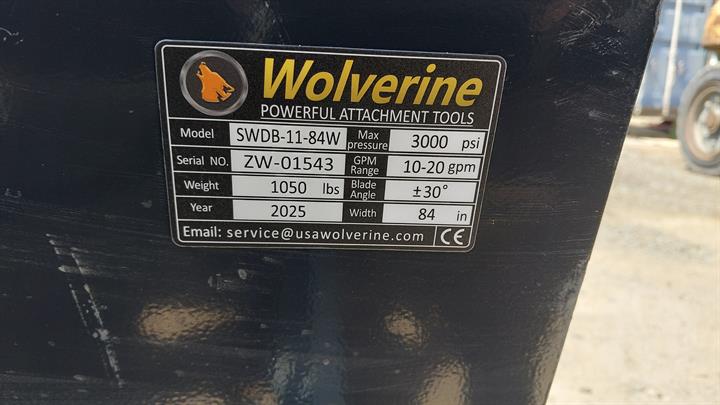 Wolverine
POWERFUL ATTACHMENT TOOLS
Model SWDB-11-84W Max pressure 3000 psi
Serial NO. ZW-01543 GPM Range 10-20 gpm
Weight 1050 lbs Blade Angle ±30°
Year 2025 Width 84 in
Email: service@usawolverine.com CE